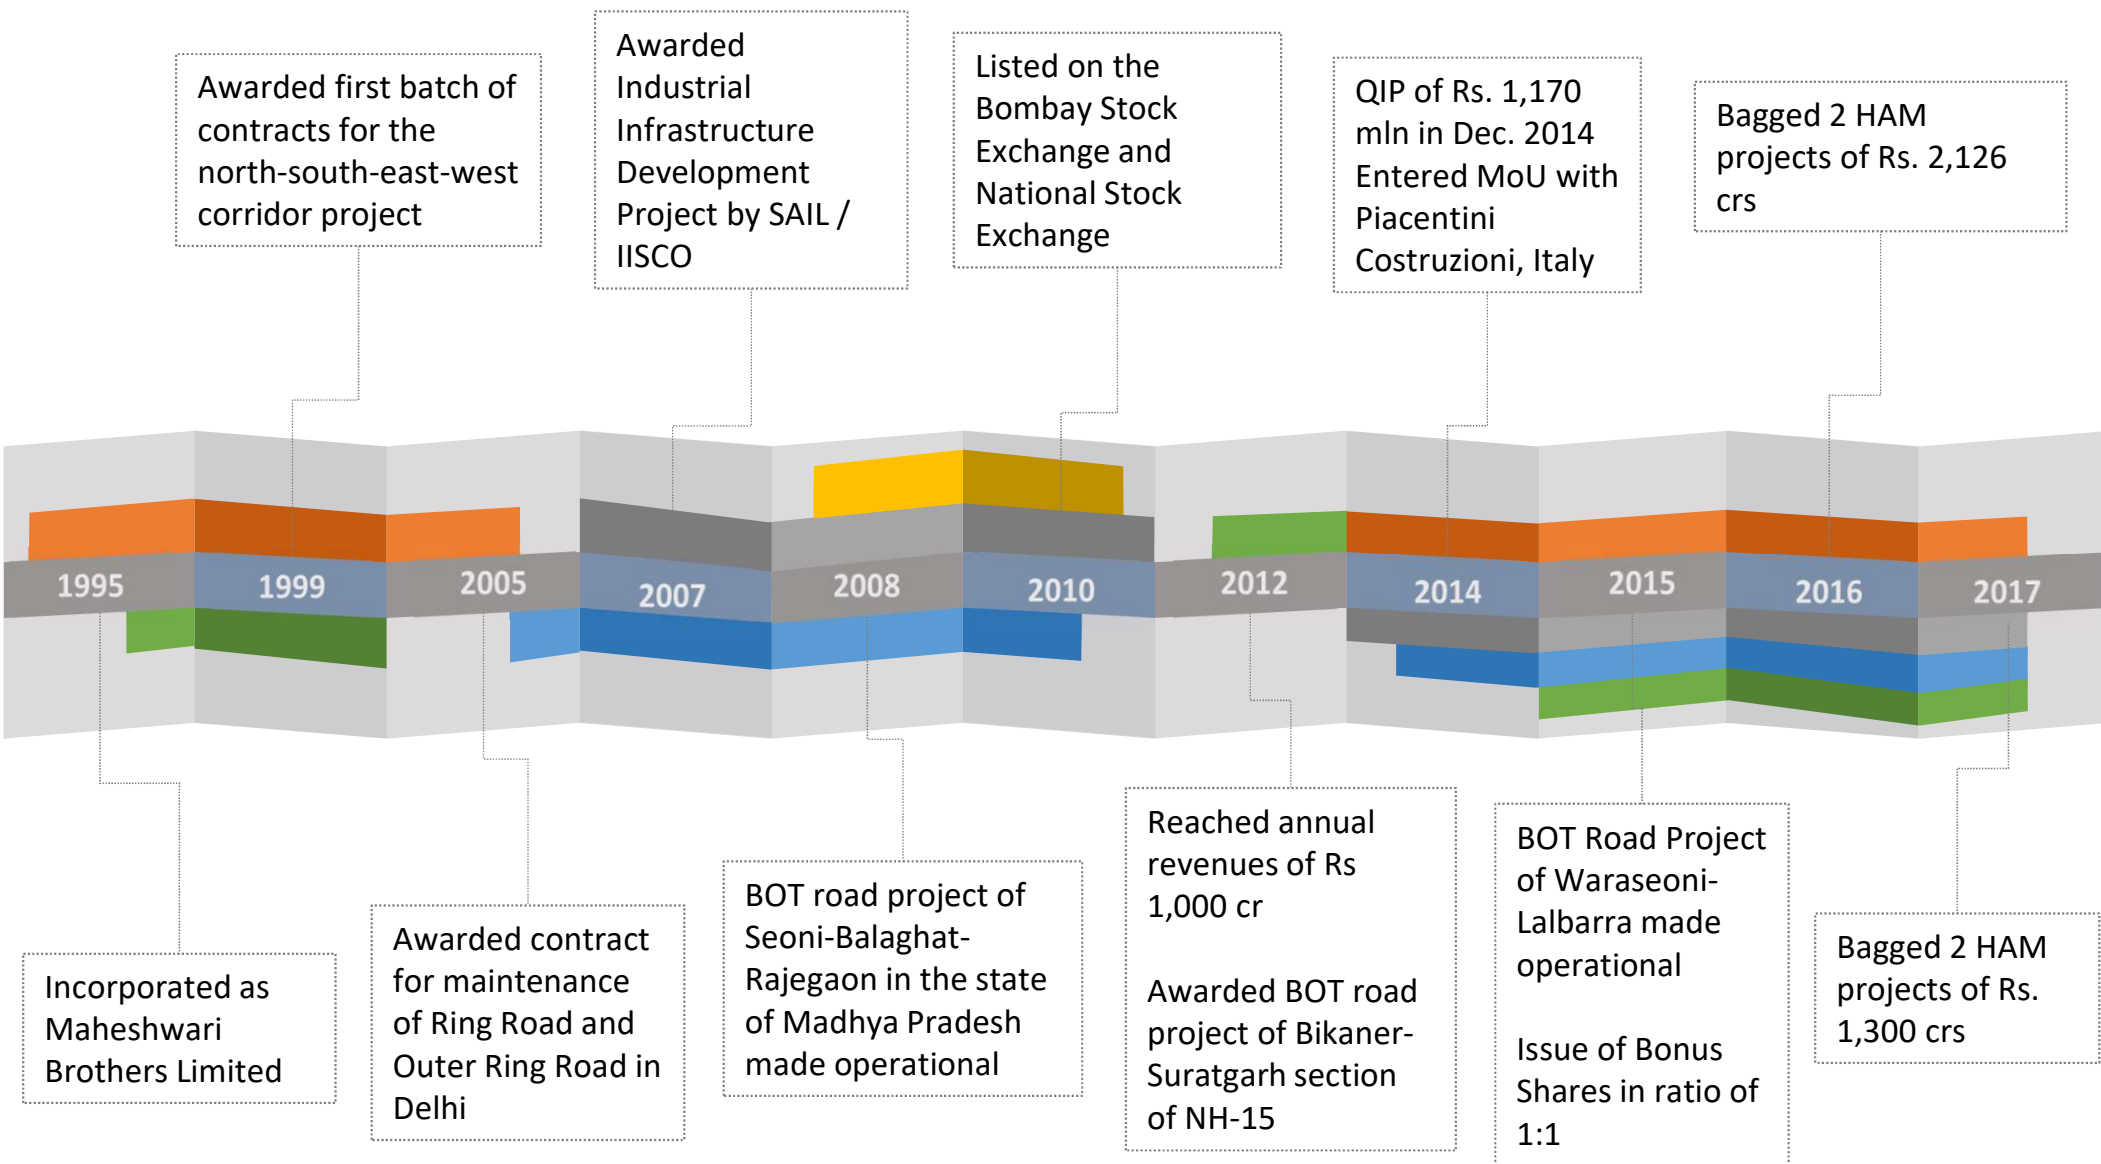 Awarded first batch of
contracts for the
north-south-east-west
corridor project
Awarded
Industrial
Infrastructure
Development
Project by SAIL /
IISCO
Listed on the
Bombay Stock
Exchange and
National Stock
Exchange
QIP of Rs. 1,170
mln in Dec. 2014
Entered MoU with
Piacentini
Costruzioni, Italy
Bagged 2 HAM
projects of Rs. 2,126
crs
1995
1999
2005
2007
2008
2010
2012
2014
2015
2016
2017
Incorporated as
Maheshwari
Brothers Limited
Awarded contract
for maintenance
of Ring Road and
Outer Ring Road in
Delhi
BOT road project of
Seoni-Balaghat-
Rajegaon in the state
of Madhya Pradesh
made operational
Reached annual
revenues of Rs
1,000 cr
Awarded BOT road
project of Bikaner-
Suratgarh section
of NH-15
BOT Road Project
of Waraseoni-
Lalbarra made
operational
Issue of Bonus
Shares in ratio of
1:1
Bagged 2 HAM
projects of Rs.
1,300 crs